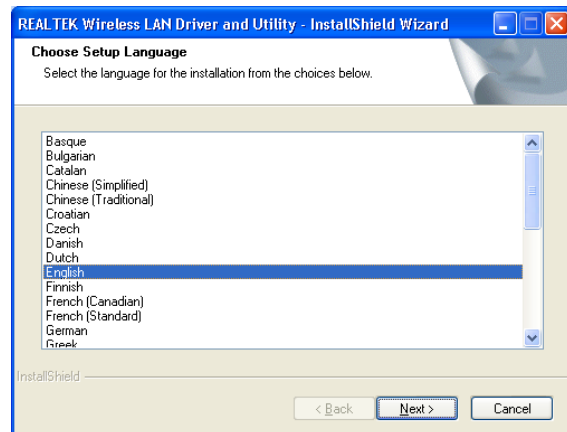 REALTEK Wireless LAN Driver and Utility - InstallShield Wizard
Choose Setup Language
Select the language for the installation from the choices below.
Basque
Bulgarian
Catalan
Chinese (Simplified)
Chinese (Traditional)
Croatian
Czech
Danish
Dutch
English
Finnish
French (Canadian)
French (Standard)
German
Greek
InstallShield
< Back Next > Cancel